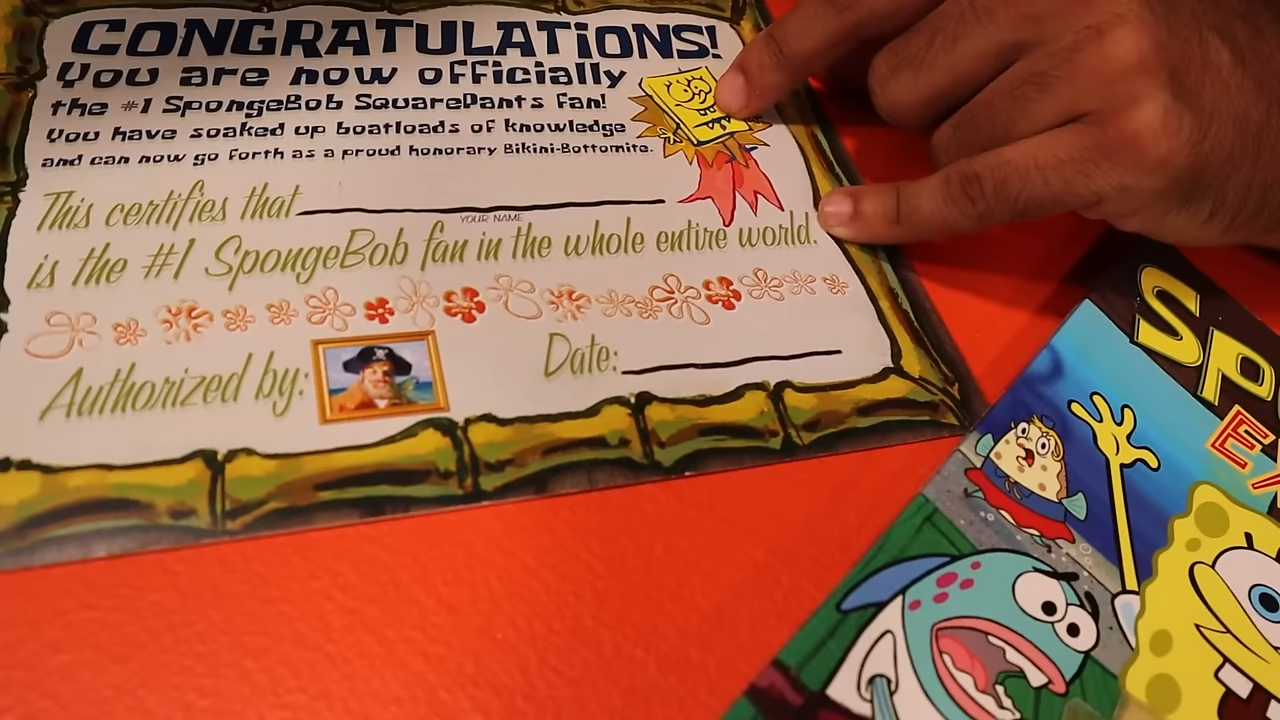 CONGRATULATIONS!
You are now officially
the #1 SpongeBob SquarePants fan!
You have soaked up boatloads of knowledge
and can now go forth as a proud honorary Bikini-Bottomite.
This certifies that
YOUR NAME
is the #1 SpongeBob fan in the whole entire world.
Authorized by:
Date:
SP
E